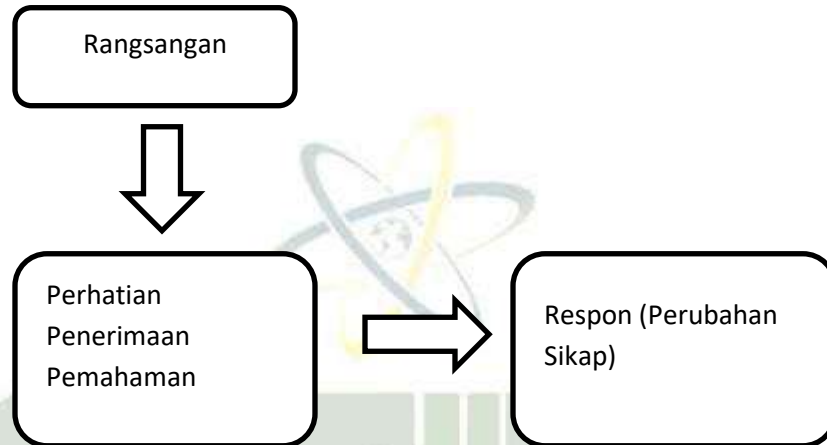 Rangsangan
Perhatian
Penerimaan
Pemahaman
Respon (Perubahan
Sikap)